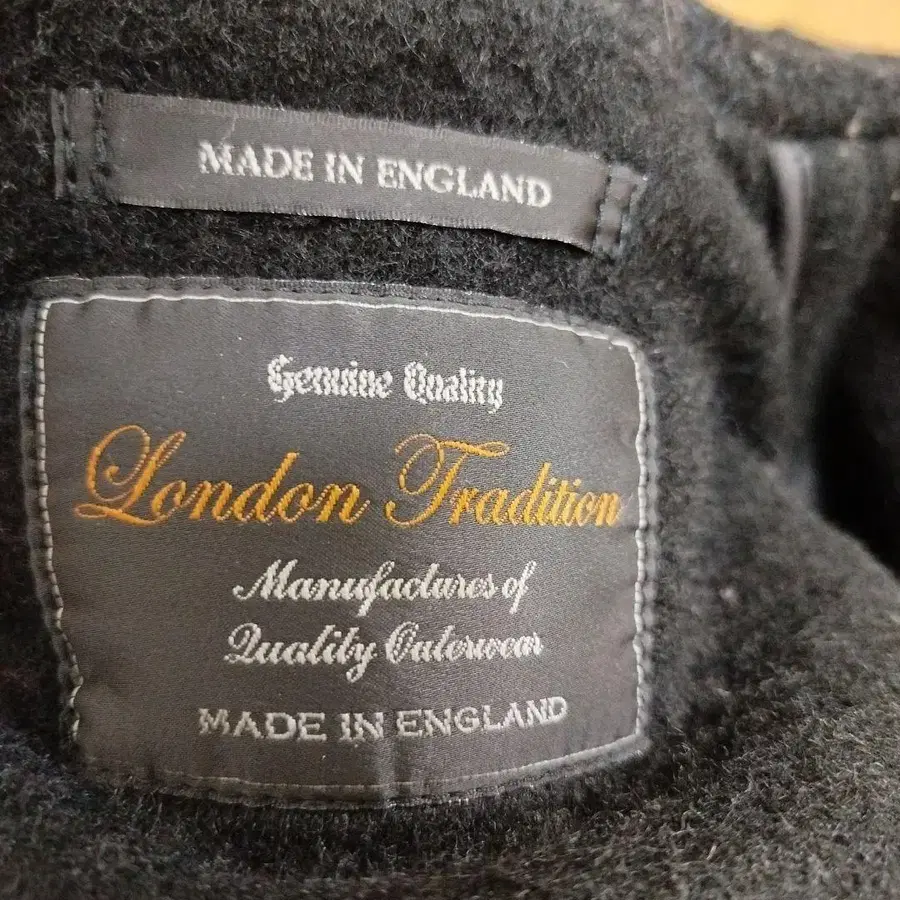 MADE IN ENGLAND
Genuine Quality
London Tradition
Manufactures of
Quality Outerwear
MADE IN ENGLAND